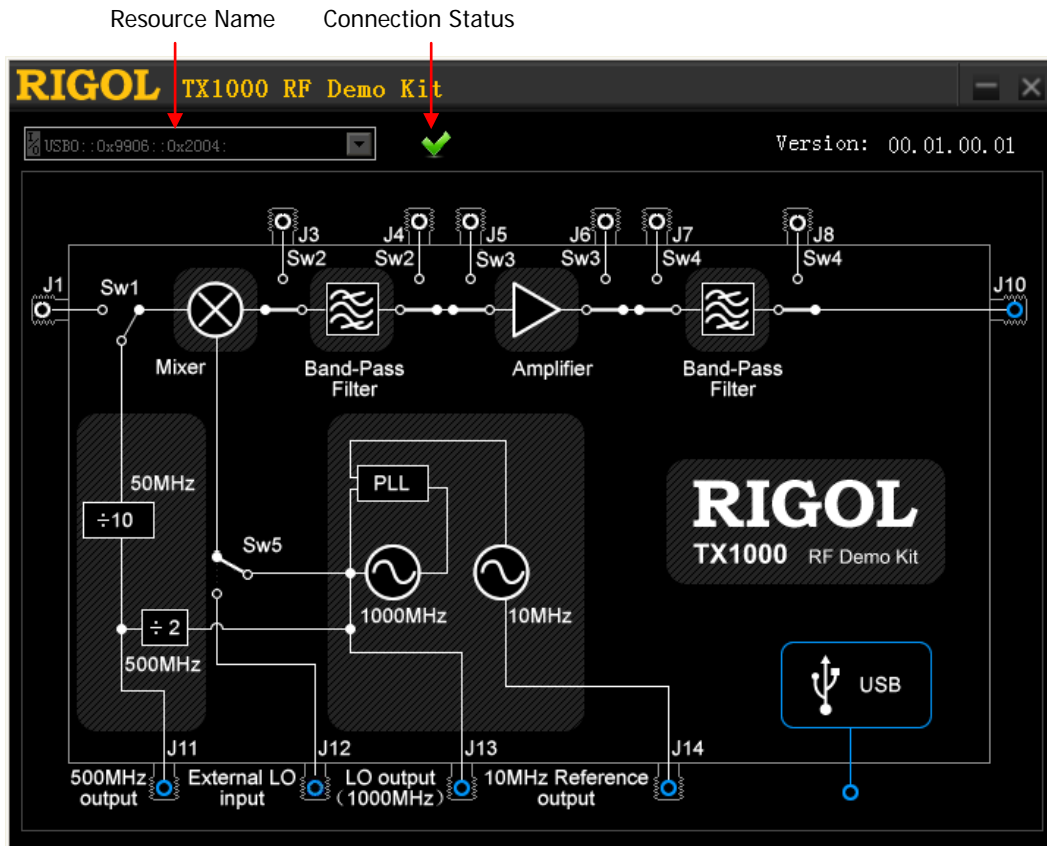 Resource Name Connection Status
RIGOL TX1000 RF Demo Kit
I/O USB0::0x9906::0x2004: Version: 00.01.00.01
J3 J4 J5 J6 J7 J8
Sw2 Sw2 Sw3 Sw3 Sw4 Sw4
J1 Sw1 J10
Mixer Band-Pass Filter Amplifier Band-Pass Filter
50MHz PLL
÷10
RIGOL
TX1000 RF Demo Kit
Sw5
1000MHz 10MHz
÷ 2
500MHz
USB
J11 J12 J13 J14
500MHz output External LO input LO output (1000MHz) 10MHz Reference output